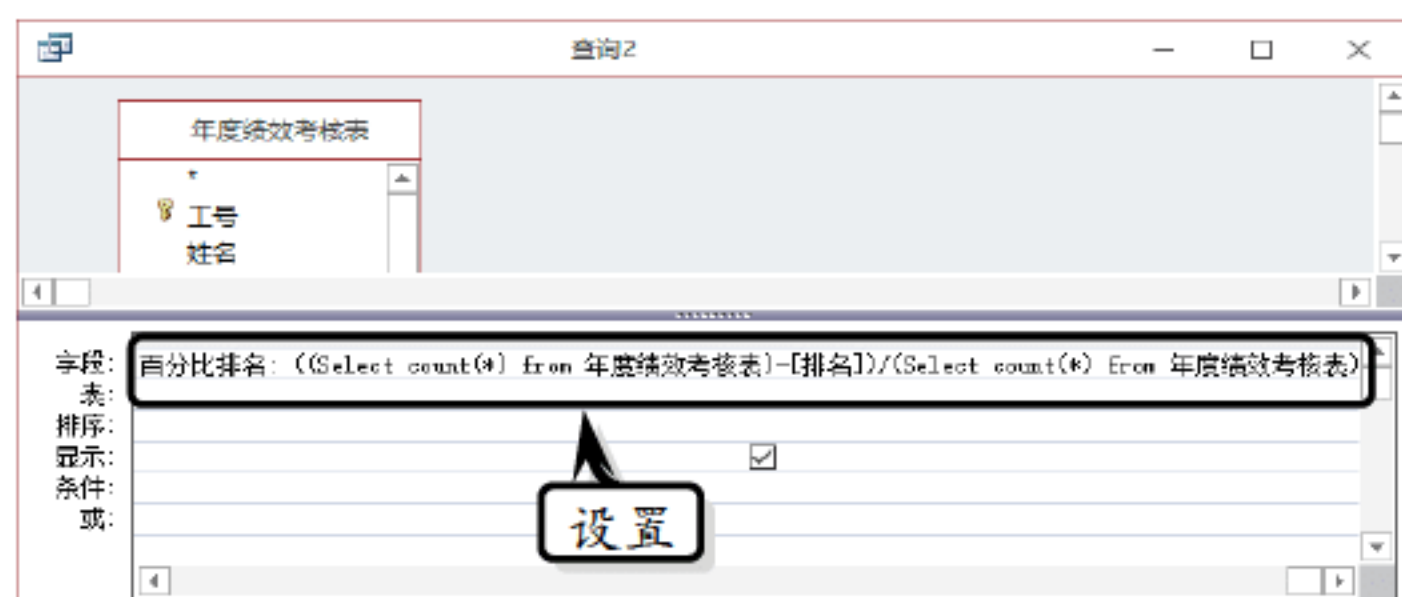 查询2
年度绩效考核表
*
工号
姓名
字段: 百分比排名: ((Select count(*) from 年度绩效考核表)-[排名])/(Select count(*) From 年度绩效考核表)
表:
排序:
显示:
条件:
或:
设置